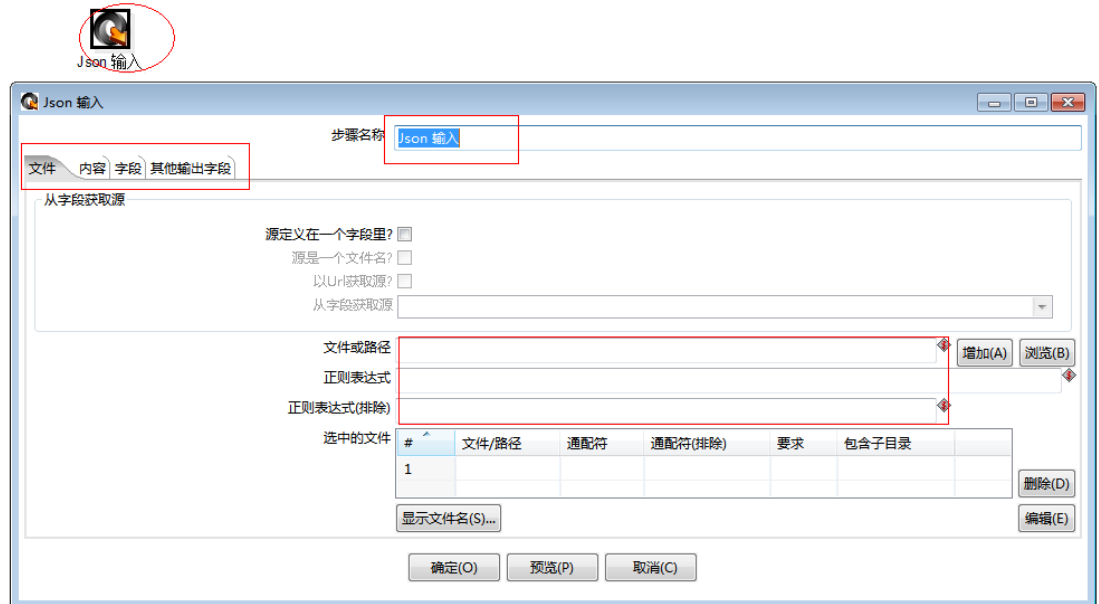 Json 输入
Json 输入
步骤名称 Json 输入
文件 内容 字段 其他输出字段
从字段获取源
源定义在一个字段里?
源是一个文件名?
以Url获取源?
从字段获取源
文件或路径 增加(A) 浏览(B)
正则表达式
正则表达式(排除)
选中的文件 # 文件/路径 通配符 通配符(排除) 要求 包含子目录
1
删除(D)
显示文件名(S)... 编辑(E)
确定(O) 预览(P) 取消(C)